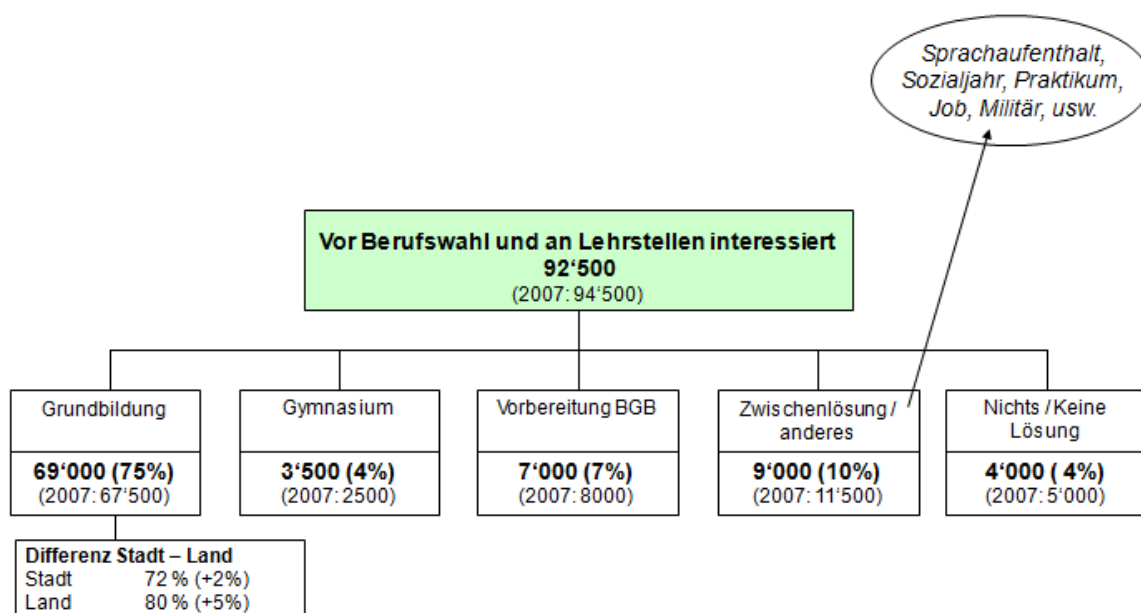 Sprachaufenthalt,
Sozialjahr, Praktikum,
Job, Militär, usw.
Vor Berufswahl und an Lehrstellen interessiert
92‘500
(2007: 94‘500)
Grundbildung
69‘000 (75%)
(2007: 67‘500)
Gymnasium
3‘500 (4%)
(2007: 2500)
Vorbereitung BGB
7‘000 (7%)
(2007: 8000)
Zwischenlösung /
anderes
9‘000 (10%)
(2007: 11‘500)
Nichts / Keine
Lösung
4‘000 ( 4%)
(2007: 5‘000)
Differenz Stadt – Land
Stadt 72 % (+2%)
Land 80 % (+5%)